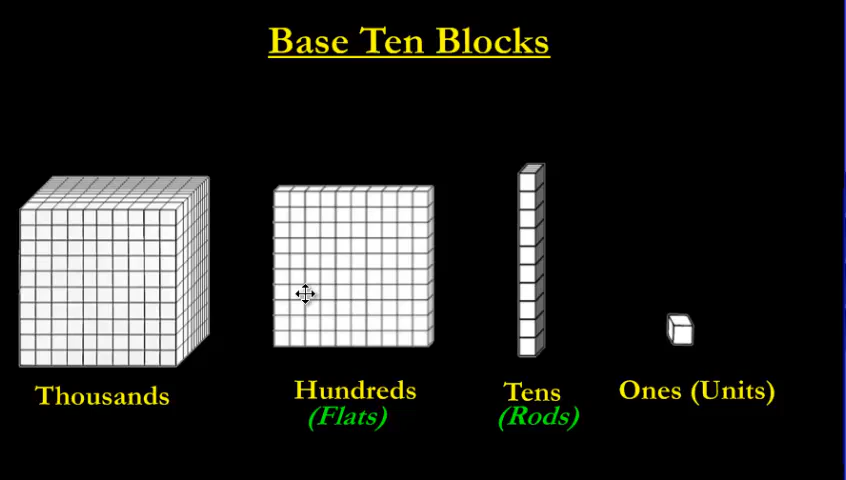 Base Ten Blocks
Thousands
Hundreds
(Flats)
Tens
(Rods)
Ones (Units)